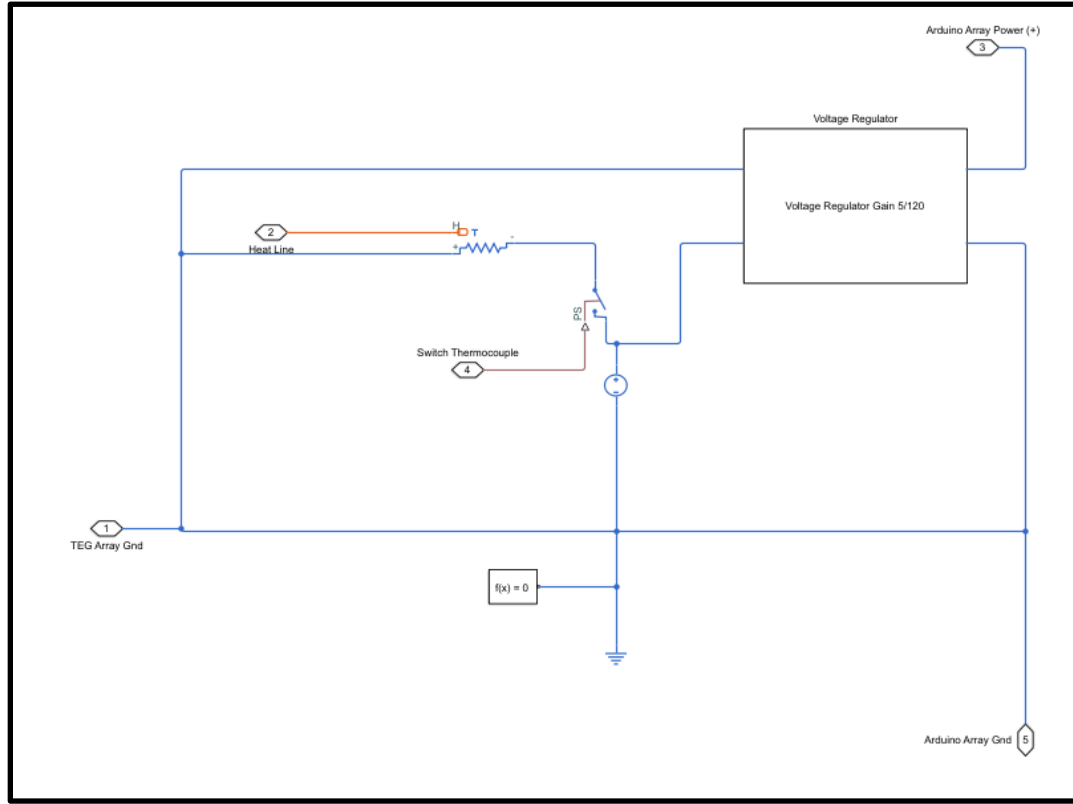 Arduino Array Power (+)
3
Voltage Regulator
Voltage Regulator Gain 5/120
2
H
T
Heat Line
+
-
PS
Switch Thermocouple
4
+
-
1
TEG Array Gnd
f(x) = 0
Arduino Array Gnd
5